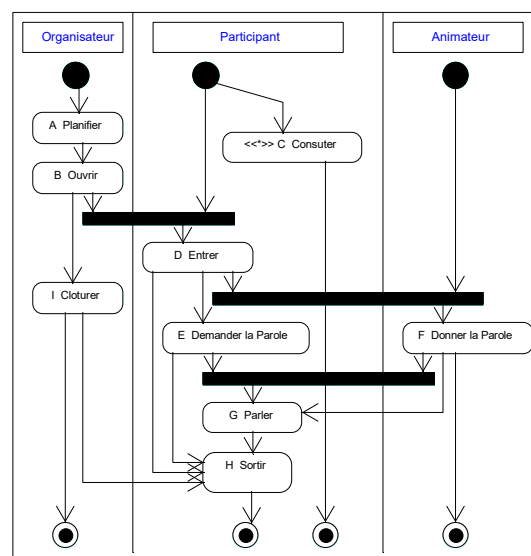 Organisateur
Participant
Animateur
A Planifier
<<*>> C Consuter
B Ouvrir
D Entrer
I Cloturer
E Demander la Parole
F Donner la Parole
G Parler
H Sortir